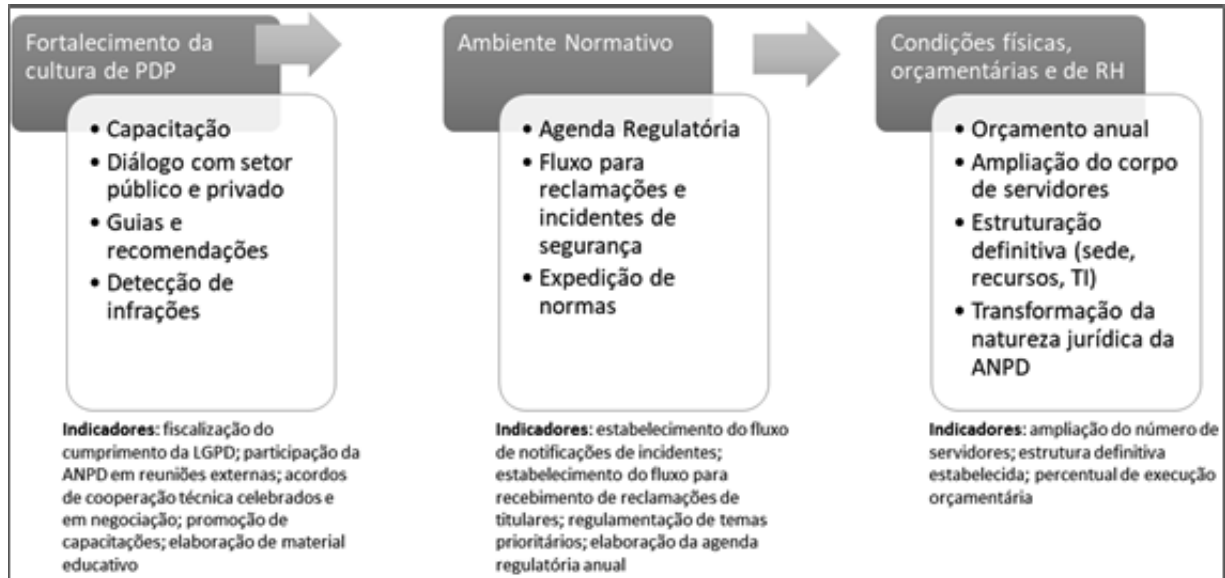 Fortalecimento da
cultura de PDP
• Capacitação
• Diálogo com setor
público e privado
• Guias e
recomendações
• Detecção de
infrações
Indicadores: fiscalização do
cumprimento da LGPD; participação da
ANPD em reuniões externas; acordos
de cooperação técnica celebrados e
em negociação; promoção de
capacitações; elaboração de material
educativo
Ambiente Normativo
• Agenda Regulatória
• Fluxo para
reclamações e
incidentes de
segurança
• Expedição de
normas
Indicadores: estabelecimento do fluxo
de notificações de incidentes;
estabelecimento do fluxo para
recebimento de reclamações de
titulares; regulamentação de temas
prioritários; elaboração da agenda
regulatória anual
Condições físicas,
orçamentárias e de RH
• Orçamento anual
• Ampliação do corpo
de servidores
• Estruturação
definitiva (sede,
recursos, TI)
• Transformação da
natureza jurídica da
ANPD
Indicadores: ampliação do número de
servidores; estrutura definitiva
estabelecida; percentual de execução
orçamentária